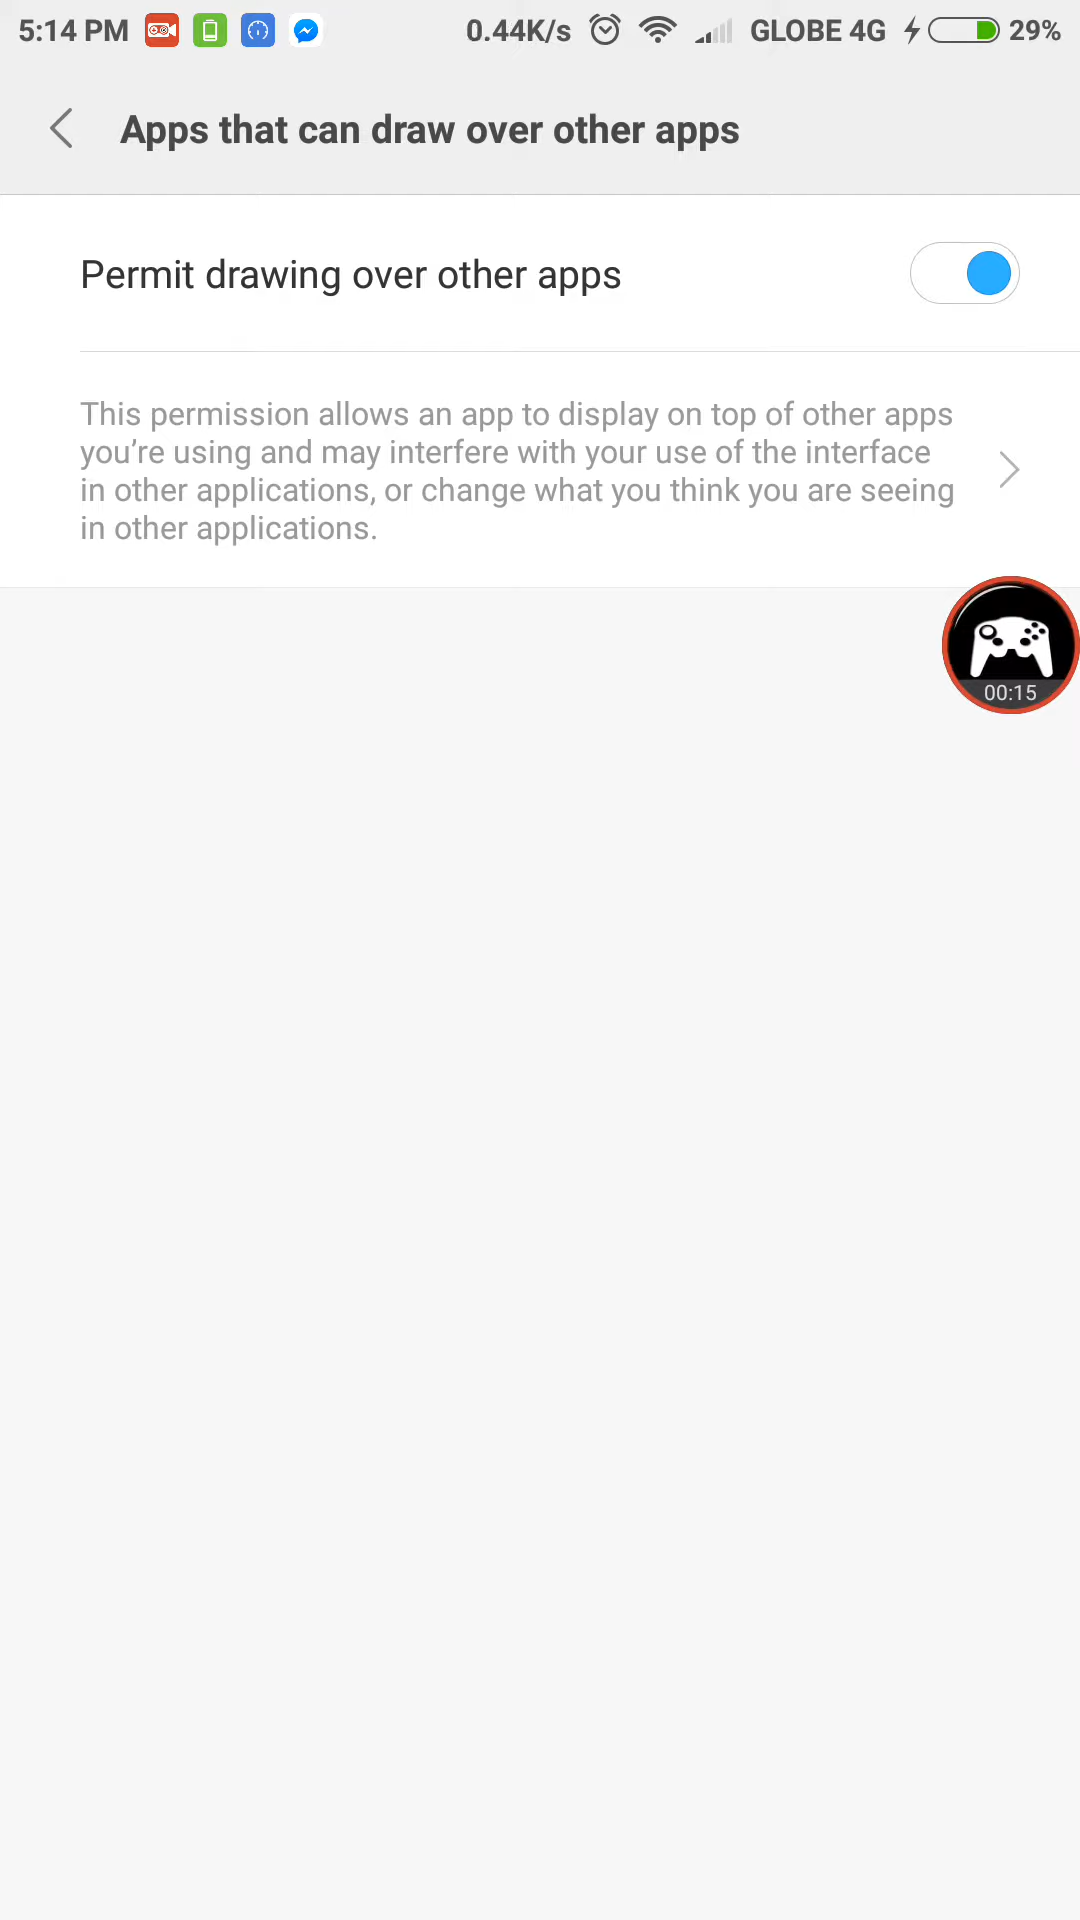 5:14 PM 0.44K/s GLOBE 4G 29%
Apps that can draw over other apps
Permit drawing over other apps
This permission allows an app to display on top of other apps
you’re using and may interfere with your use of the interface
in other applications, or change what you think you are seeing
in other applications.
00:15